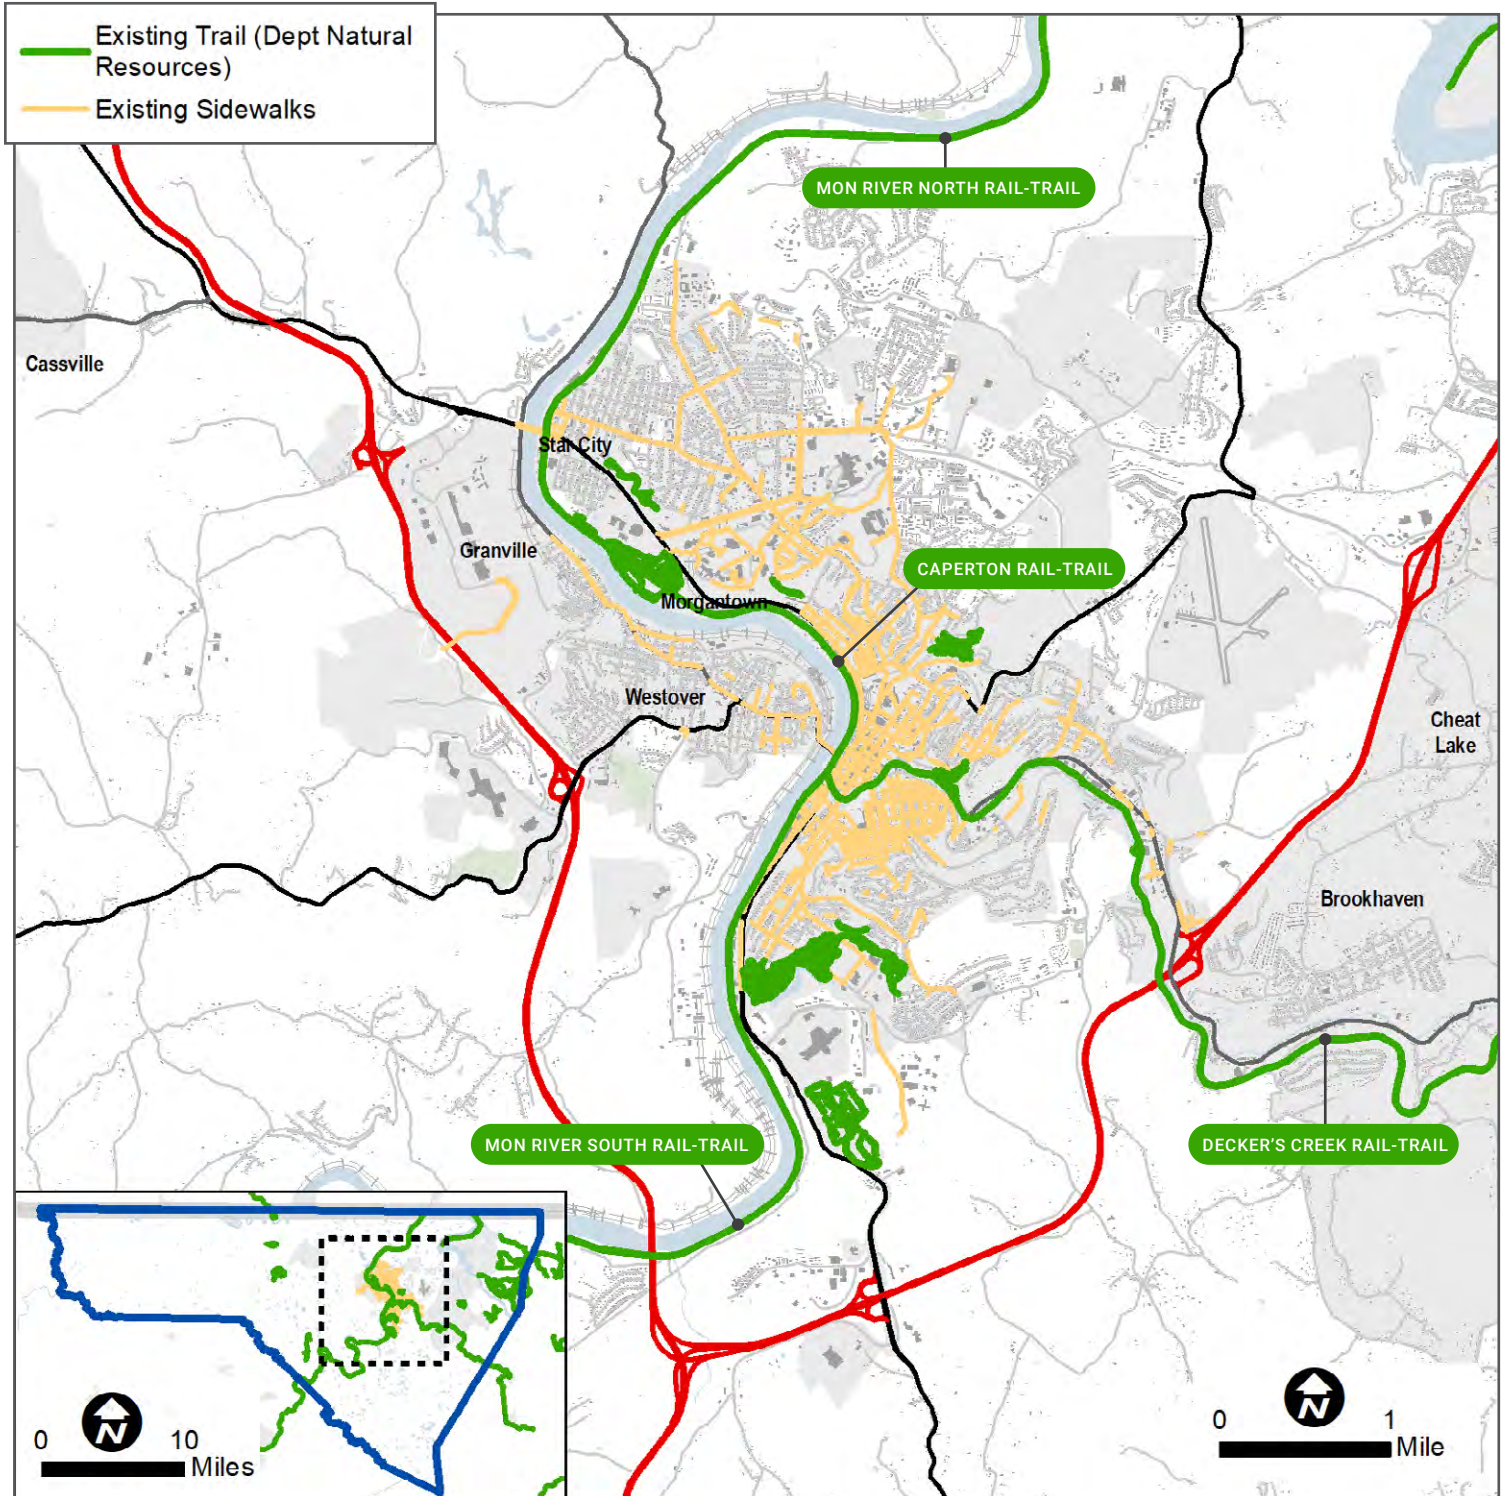 Existing Trail (Dept Natural
Resources)
Existing Sidewalks
MON RIVER NORTH RAIL-TRAIL
Cassville
Star City
Granville
CAPERTON RAIL-TRAIL
Morgantown
Westover
Cheat
Lake
Brookhaven
MON RIVER SOUTH RAIL-TRAIL
DECKER'S CREEK RAIL-TRAIL
N
0 10
Miles
N
0 1
Mile